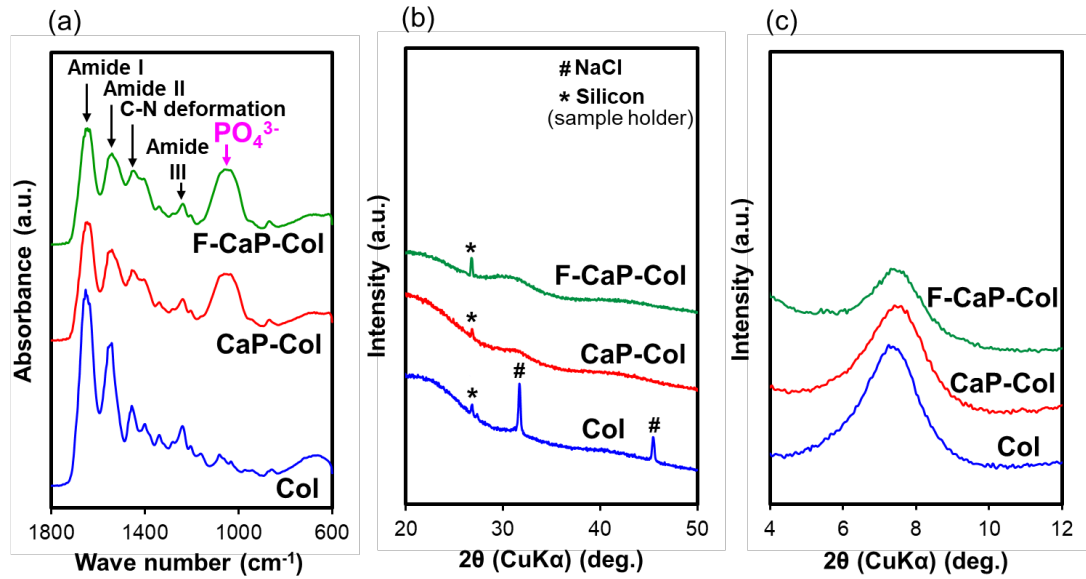 (a)
Amide I
Amide II
C-N deformation
PO₄³⁻
Amide
III
F-CaP-Col
CaP-Col
Col
Absorbance (a.u.)
1800 1400 1000 600
Wave number (cm⁻¹)
(b)
# NaCl
* Silicon
(sample holder)
*
F-CaP-Col
*
CaP-Col
*
#
#
Col
Intensity (a.u.)
20 30 40 50
2θ (CuKα) (deg.)
(c)
F-CaP-Col
CaP-Col
Col
Intensity (a.u.)
4 6 8 10 12
2θ (CuKα) (deg.)